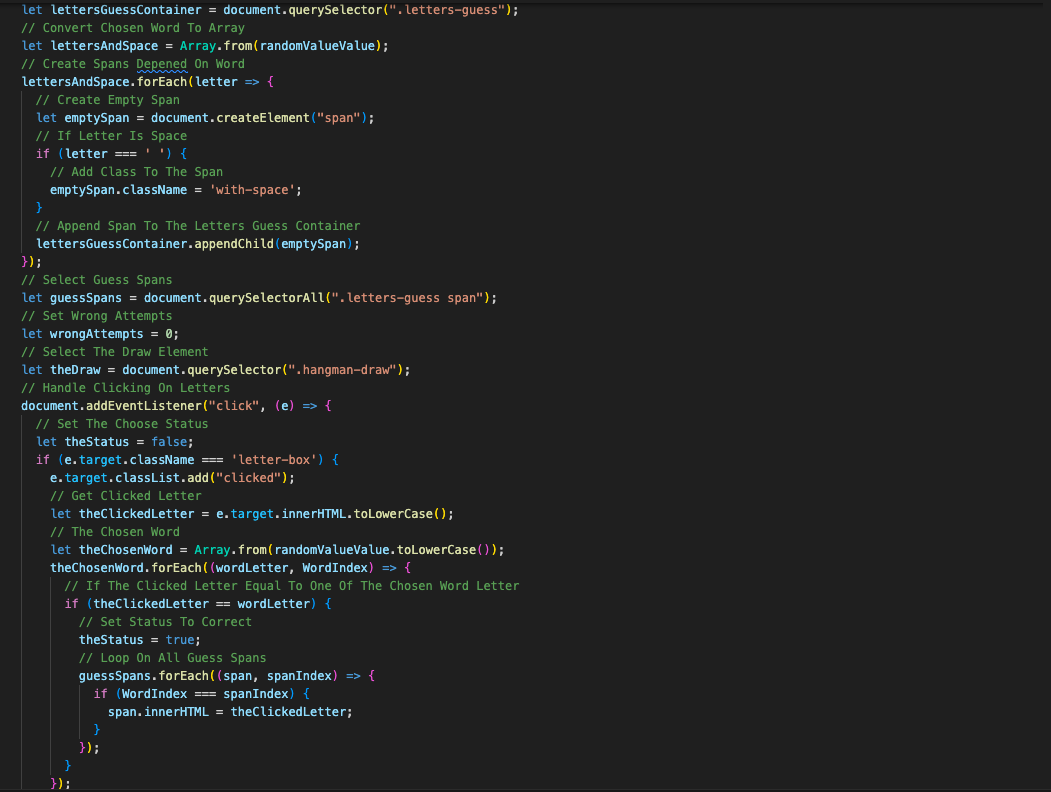 let lettersGuessContainer = document.querySelector(".letters-guess");
// Convert Chosen Word To Array
let lettersAndSpace = Array.from(randomValueValue);
// Create Spans Depened On Word
lettersAndSpace.forEach(letter => {
  // Create Empty Span
  let emptySpan = document.createElement("span");
  // If Letter Is Space
  if (letter === ' ') {
    // Add Class To The Span
    emptySpan.className = 'with-space';
  }
  // Append Span To The Letters Guess Container
  lettersGuessContainer.appendChild(emptySpan);
});
// Select Guess Spans
let guessSpans = document.querySelectorAll(".letters-guess span");
// Set Wrong Attempts
let wrongAttempts = 0;
// Select The Draw Element
let theDraw = document.querySelector(".hangman-draw");
// Handle Clicking On Letters
document.addEventListener("click", (e) => {
  // Set The Choose Status
  let theStatus = false;
  if (e.target.className === 'letter-box') {
    e.target.classList.add("clicked");
    // Get Clicked Letter
    let theClickedLetter = e.target.innerHTML.toLowerCase();
    // The Chosen Word
    let theChosenWord = Array.from(randomValueValue.toLowerCase());
    theChosenWord.forEach((wordLetter, WordIndex) => {
      // If The Clicked Letter Equal To One Of The Chosen Word Letter
      if (theClickedLetter == wordLetter) {
        // Set Status To Correct
        theStatus = true;
        // Loop On All Guess Spans
        guessSpans.forEach((span, spanIndex) => {
          if (WordIndex === spanIndex) {
            span.innerHTML = theClickedLetter;
          }
        });
      }
    });